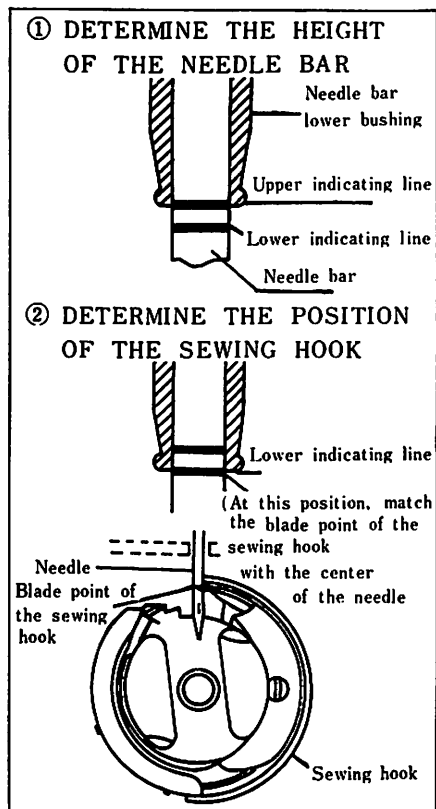 ① DETERMINE THE HEIGHT
OF THE NEEDLE BAR
Needle bar
lower bushing
Upper indicating line
Lower indicating line
Needle bar
② DETERMINE THE POSITION
OF THE SEWING HOOK
Lower indicating line
(At this position, match
the blade point of the
sewing hook
with the center
of the needle
Needle
Blade point of
the sewing
hook
Sewing hook